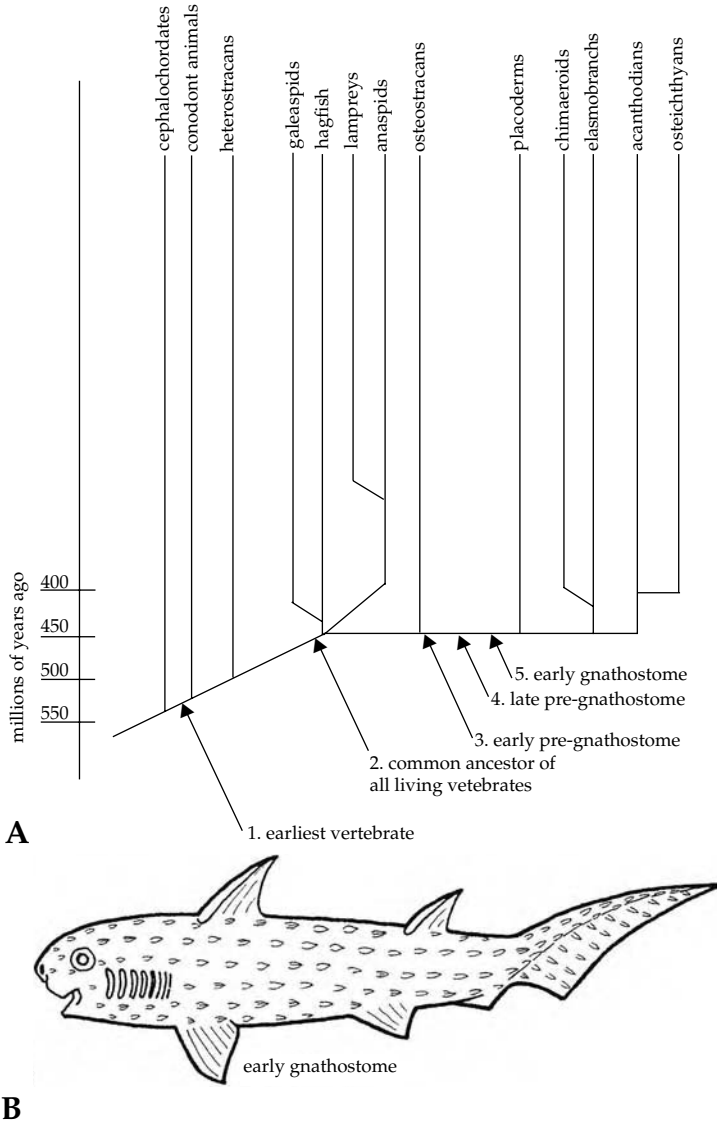 cephalochordates
conodont animals
heterostracans
galeaspids
hagfish
lampreys
anaspids
osteostracans
placoderms
chimaeroids
elasmobranchs
acanthodians
osteichthyans
millions of years ago
400
450
500
550
5. early gnathostome
4. late pre-gnathostome
3. early pre-gnathostome
2. common ancestor of
all living vetebrates
1. earliest vertebrate
A
early gnathostome
B